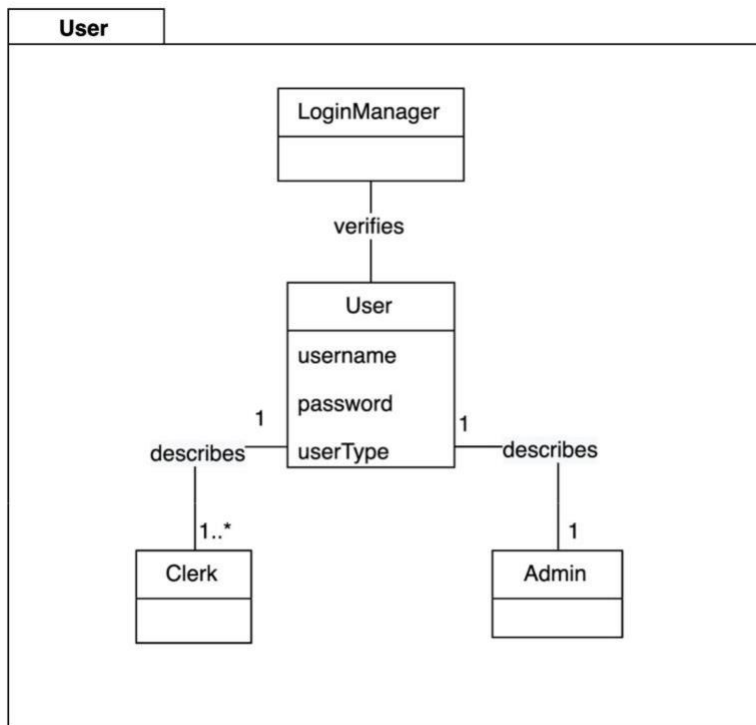 User
LoginManager
verifies
User
username
password
userType
1
1
describes
describes
1..*
1
Clerk
Admin